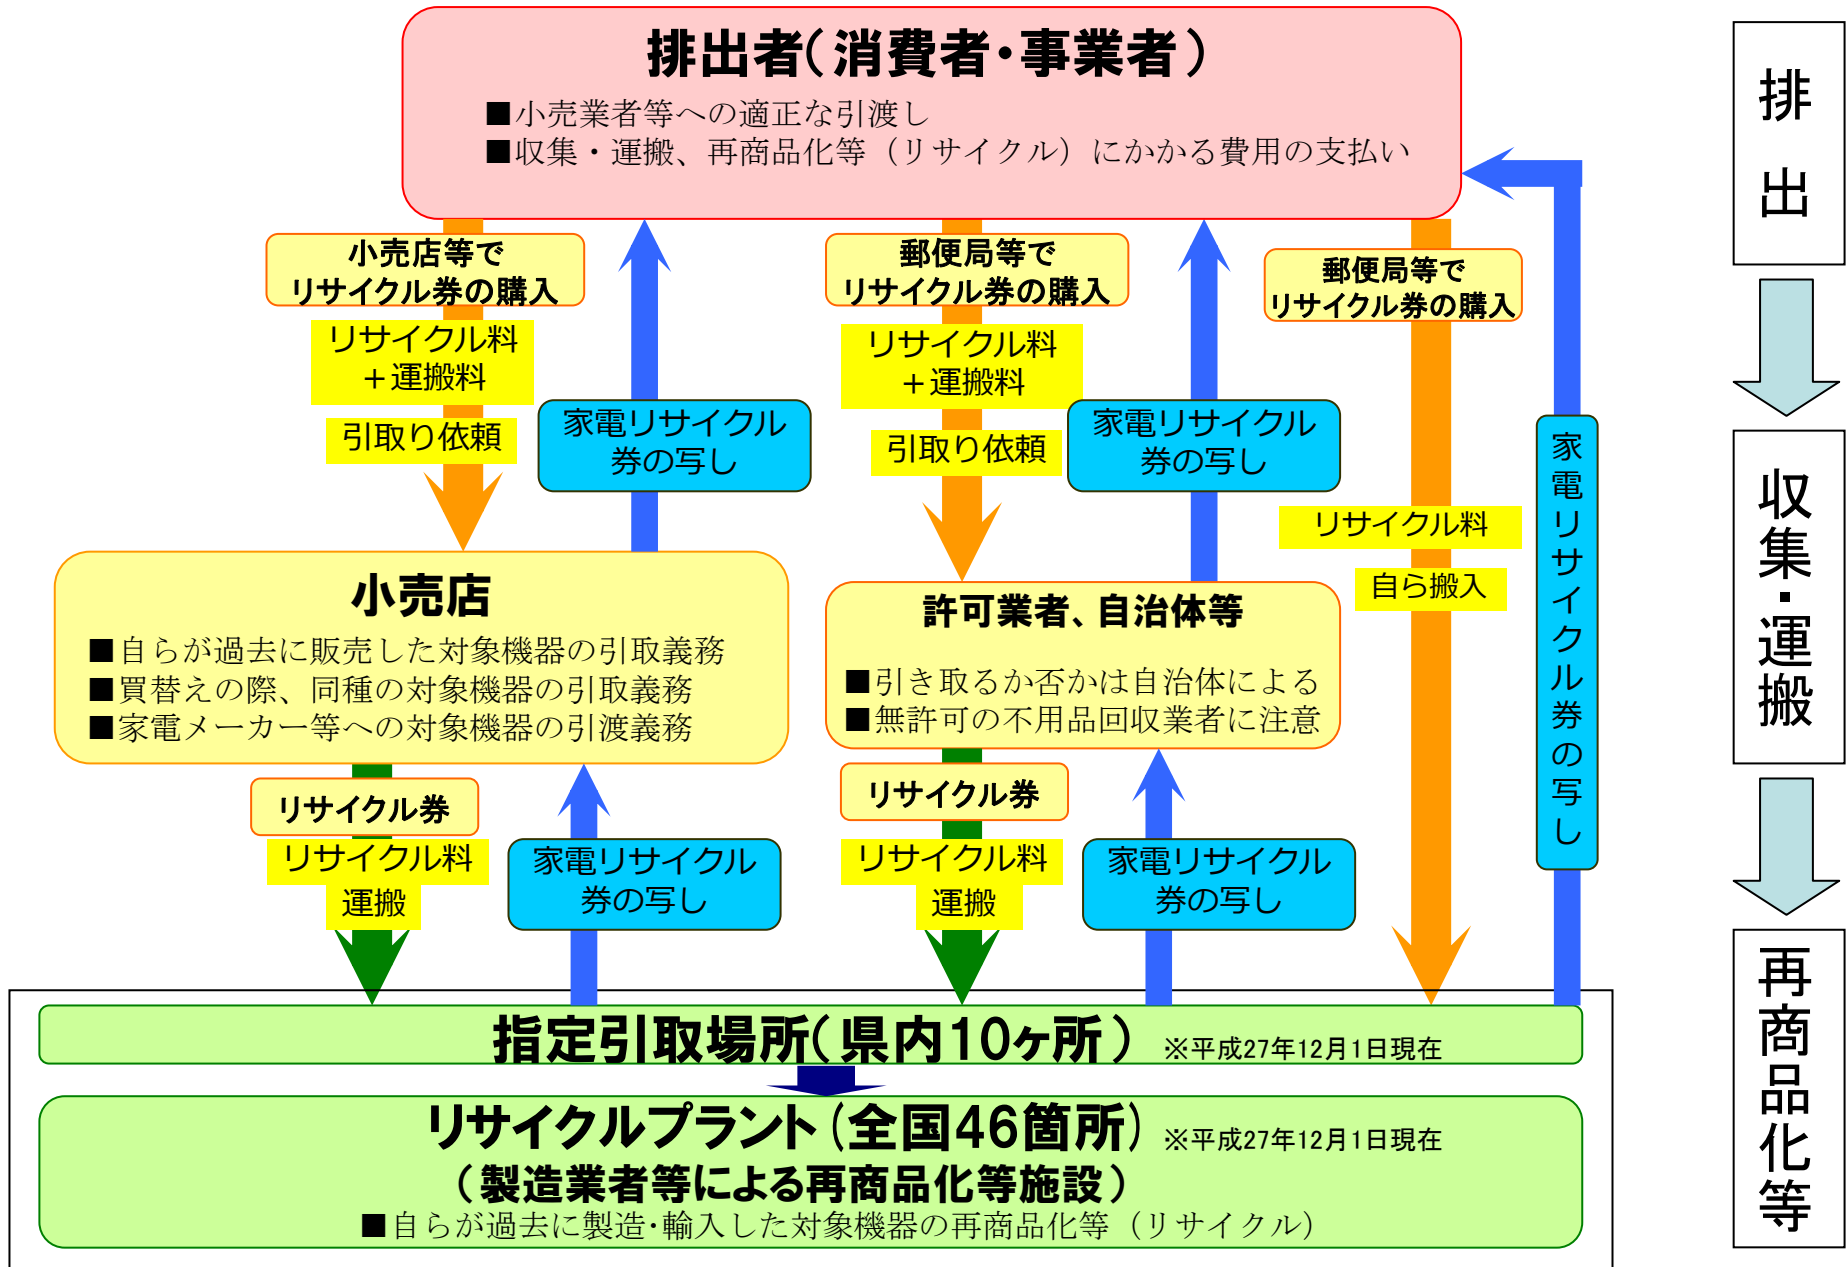 排出者(消費者・事業者)
■小売業者等への適正な引渡し
■収集・運搬、再商品化等（リサイクル）にかかる費用の支払い
小売店等で
リサイクル券の購入
リサイクル料
＋運搬料
引取り依頼
家電リサイクル
券の写し
郵便局等で
リサイクル券の購入
リサイクル料
＋運搬料
引取り依頼
家電リサイクル
券の写し
郵便局等で
リサイクル券の購入
リサイクル料
自ら搬入
家電リサイクル券の写し
小売店
■自らが過去に販売した対象機器の引取義務
■買替えの際、同種の対象機器の引取義務
■家電メーカー等への対象機器の引渡義務
許可業者、自治体等
■引き取るか否かは自治体による
■無許可の不用品回収業者に注意
リサイクル券
リサイクル料
運搬
家電リサイクル
券の写し
リサイクル券
リサイクル料
運搬
家電リサイクル
券の写し
指定引取場所(県内10ヶ所) ※平成27年12月1日現在
リサイクルプラント(全国46箇所) ※平成27年12月1日現在
(製造業者等による再商品化等施設)
■自らが過去に製造･輸入した対象機器の再商品化等（リサイクル）
排出
収集・運搬
再商品化等